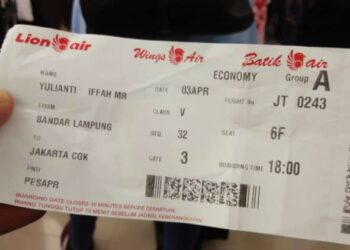 Lion air Wings Air Batik air
ECONOMY Group A
NAME
YULIANTI IFFAH MR DATE 03APR FLIGHT NO JT 0243
FROM CLASS V
BANDAR LAMPUNG SEQ. 32 SEAT 6F
TO
JAKARTA CGK GATE 3 BOARDING TIME 18:00
PNR
PESAPR
BOARDING GATE CLOSES 10 MINUTES BEFORE DEPARTURE
RUANG TUNGGU TUTUP 10 MENIT SEBELUM JADWAL KEBERANGKATAN